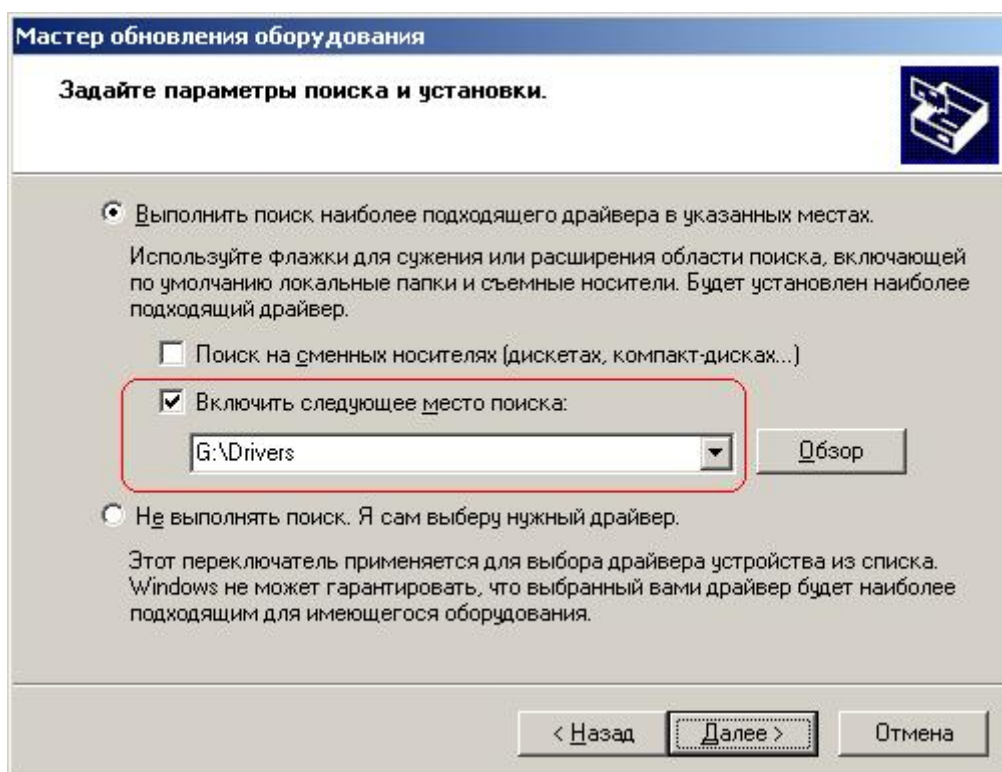 Мастер обновления оборудования
Задайте параметры поиска и установки.
Выполнить поиск наиболее подходящего драйвера в указанных местах.
Используйте флажки для сужения или расширения области поиска, включающей
по умолчанию локальные папки и съемные носители. Будет установлен наиболее
подходящий драйвер.
Поиск на сменных носителях (дискетах, компакт-дисках...)
Включить следующее место поиска:
G:\Drivers
Обзор
Не выполнять поиск. Я сам выберу нужный драйвер.
Этот переключатель применяется для выбора драйвера устройства из списка.
Windows не может гарантировать, что выбранный вами драйвер будет наиболее
подходящим для имеющегося оборудования.
< Назад Далее > Отмена